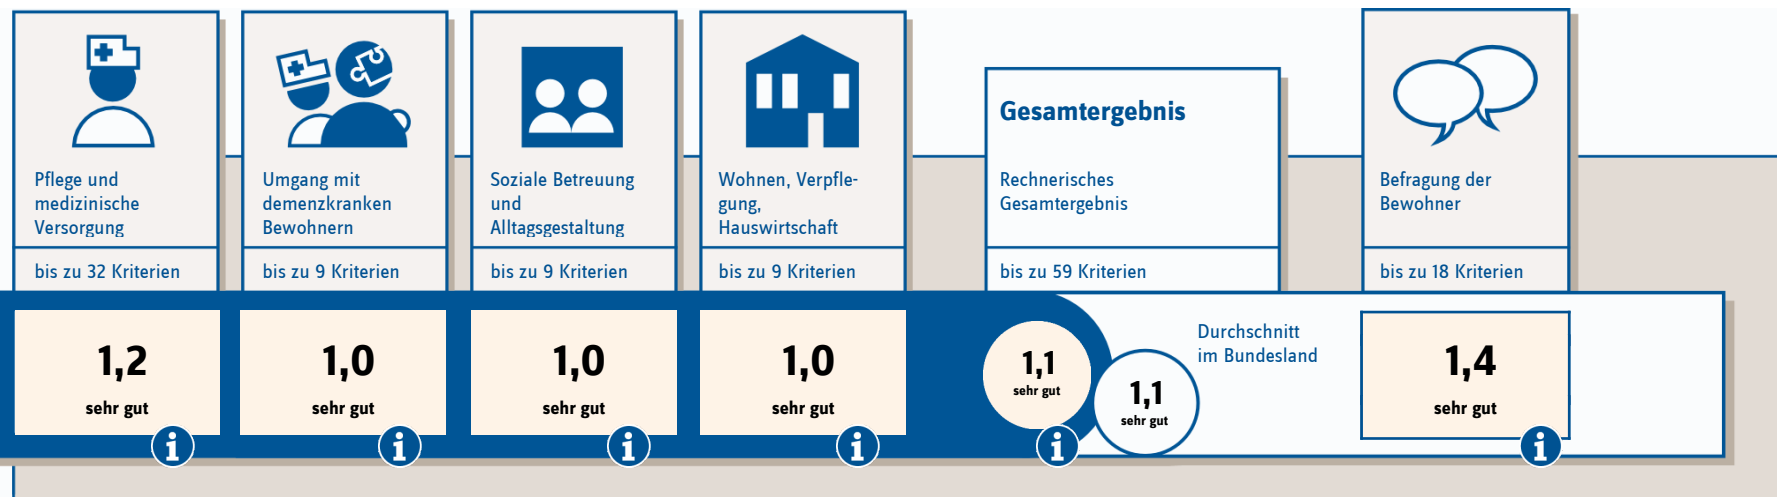 Pflege und
medizinische
Versorgung
bis zu 32 Kriterien
1,2
sehr gut
Umgang mit
demenzkranken
Bewohnern
bis zu 9 Kriterien
1,0
sehr gut
Soziale Betreuung
und
Alltagsgestaltung
bis zu 9 Kriterien
1,0
sehr gut
Wohnen, Verpfle-
gung,
Hauswirtschaft
bis zu 9 Kriterien
1,0
sehr gut
Gesamtergebnis
Rechnerisches
Gesamtergebnis
bis zu 59 Kriterien
1,1
sehr gut
1,1
sehr gut
Durchschnitt
im Bundesland
Befragung der
Bewohner
bis zu 18 Kriterien
1,4
sehr gut